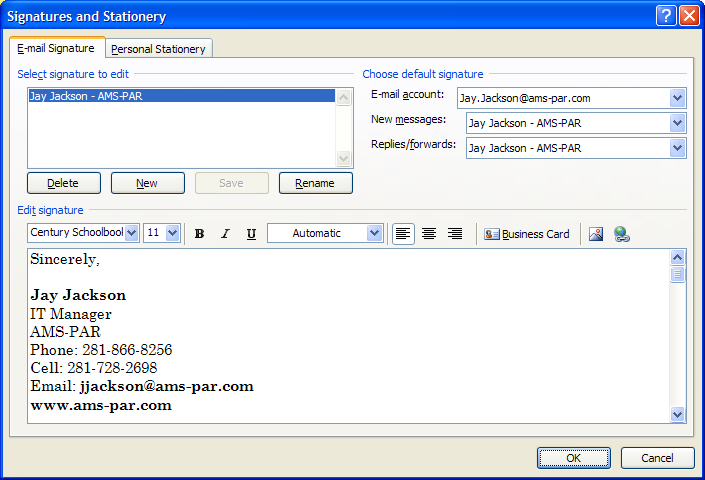 Signatures and Stationery
E-mail Signature
Personal Stationery
Select signature to edit
Jay Jackson - AMS-PAR
Delete
New
Save
Rename
Choose default signature
E-mail account: Jay.Jackson@ams-par.com
New messages: Jay Jackson - AMS-PAR
Replies/forwards: Jay Jackson - AMS-PAR
Edit signature
Century Schoolbool 11 B I U Automatic Business Card
Sincerely,
Jay Jackson
IT Manager
AMS-PAR
Phone: 281-866-8256
Cell: 281-728-2698
Email: jjackson@ams-par.com
www.ams-par.com
OK
Cancel